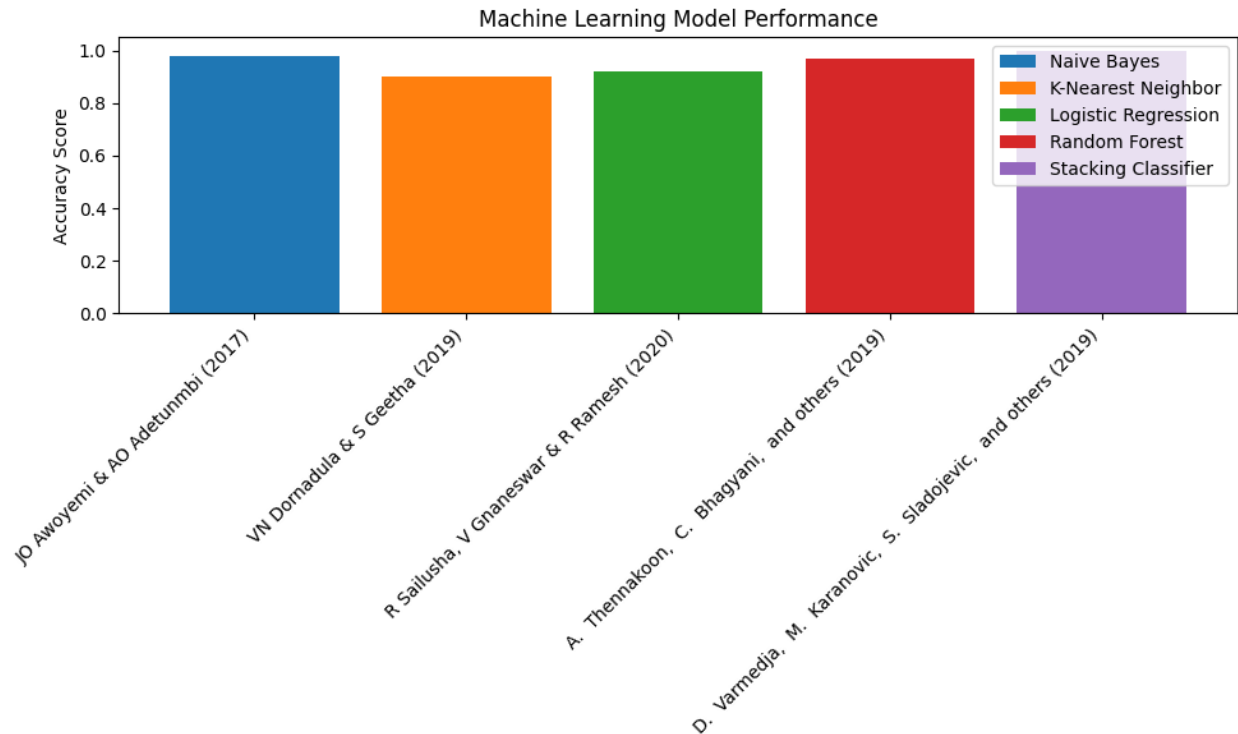 Machine Learning Model Performance
Accuracy Score
1.0
0.8
0.6
0.4
0.2
0.0
Naive Bayes
K-Nearest Neighbor
Logistic Regression
Random Forest
Stacking Classifier
JO Awoyemi & AO Adetunmbi (2017)
VN Dornadula & S Geetha (2019)
R Sailusha, V Gnaneswar & R Ramesh (2020)
A. Thennakoon, C. Bhagyani, and others (2019)
D. Varmedja, M. Karanovic, S. Sladojevic, and others (2019)